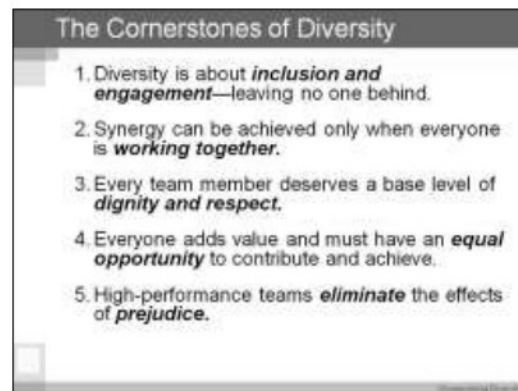 The Cornerstones of Diversity
1. Diversity is about inclusion and
engagement—leaving no one behind.
2. Synergy can be achieved only when everyone
is working together.
3. Every team member deserves a base level of
dignity and respect.
4. Everyone adds value and must have an equal
opportunity to contribute and achieve.
5. High-performance teams eliminate the effects
of prejudice.